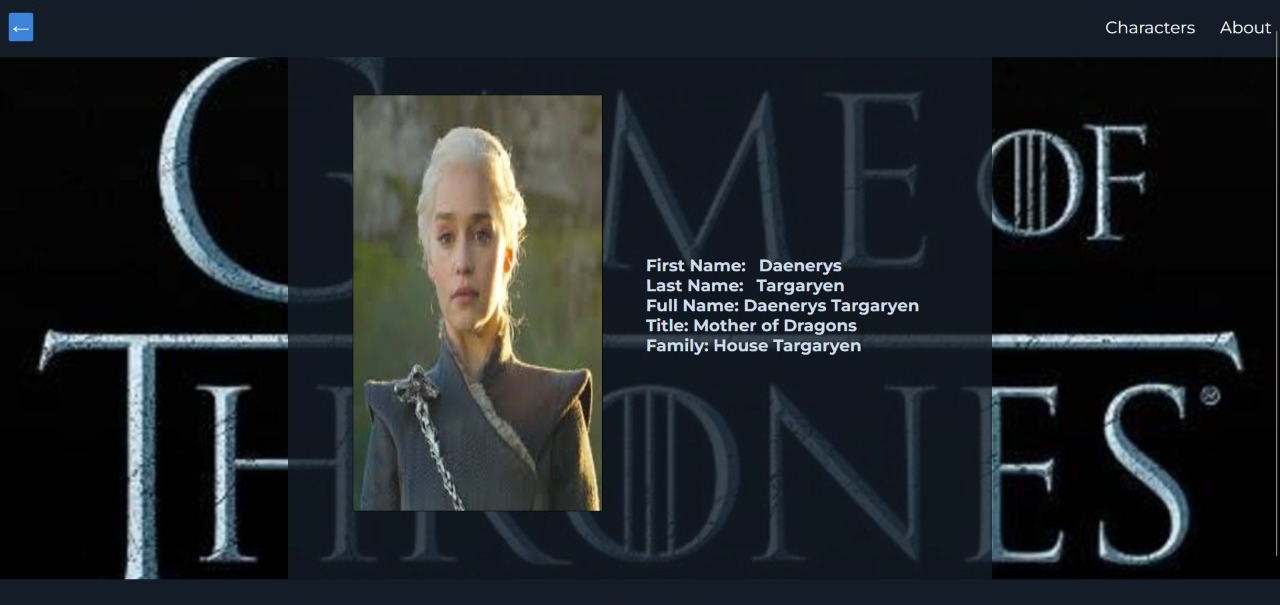 ←
Characters
About
GAME OF
THRONES®
First Name: Daenerys
Last Name: Targaryen
Full Name: Daenerys Targaryen
Title: Mother of Dragons
Family: House Targaryen